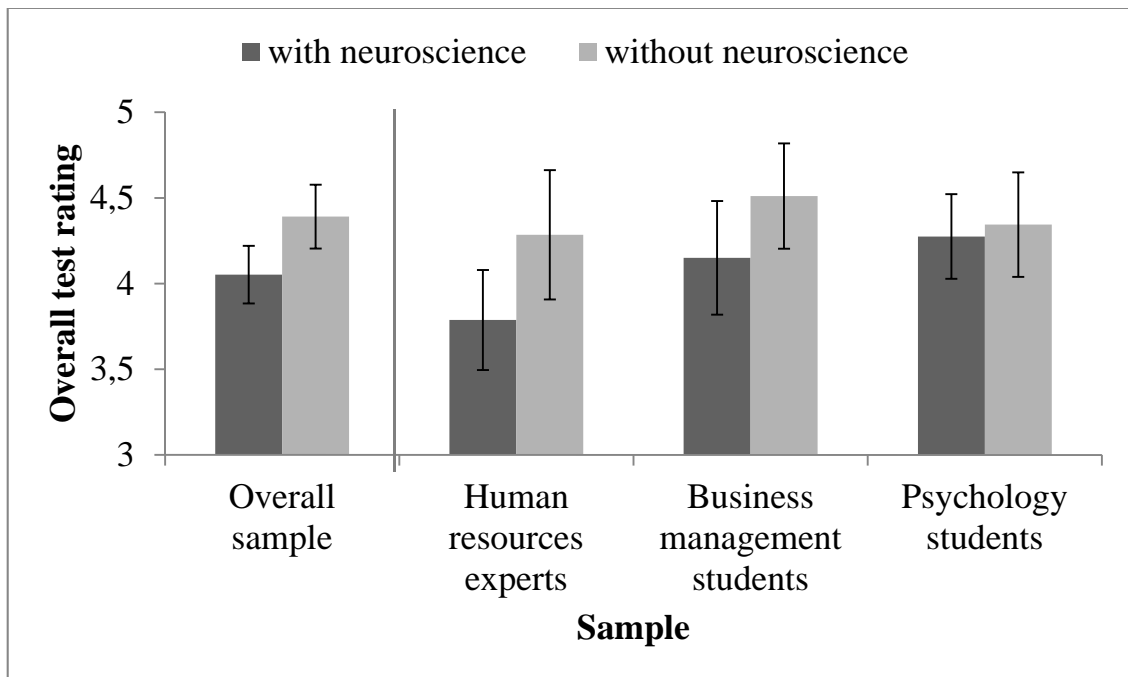 with neuroscience without neuroscience
Overall test rating
5
4,5
4
3,5
3
Overall
sample
Human
resources
experts
Business
management
students
Psychology
students
Sample